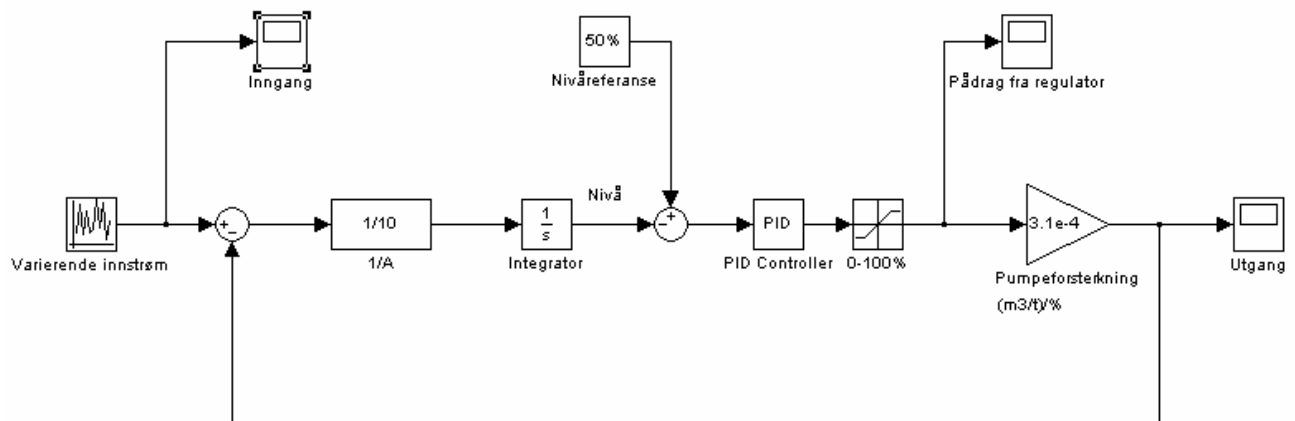 50%
Inngang
Nivåreferanse
Pådrag fra regulator
Nivå
+
-
1/10
1
s
+
-
PID
3.1e-4
Varierende innstrøm
1/A
Integrator
PID Controller
0-100%
Pumpeforsterkning
(m3/t)/%
Utgang